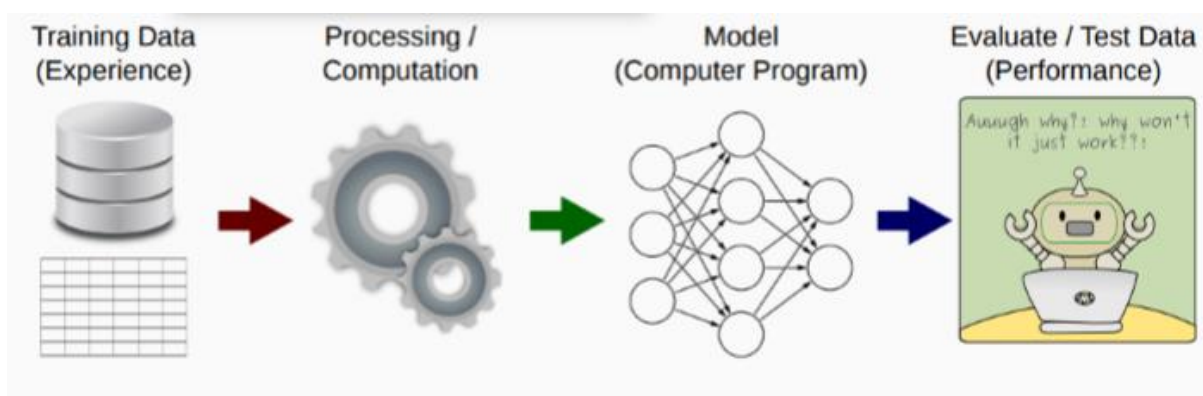 Training Data
(Experience)
Processing /
Computation
Model
(Computer Program)
Evaluate / Test Data
(Performance)
Auuugh why?! why won't
it just work??!